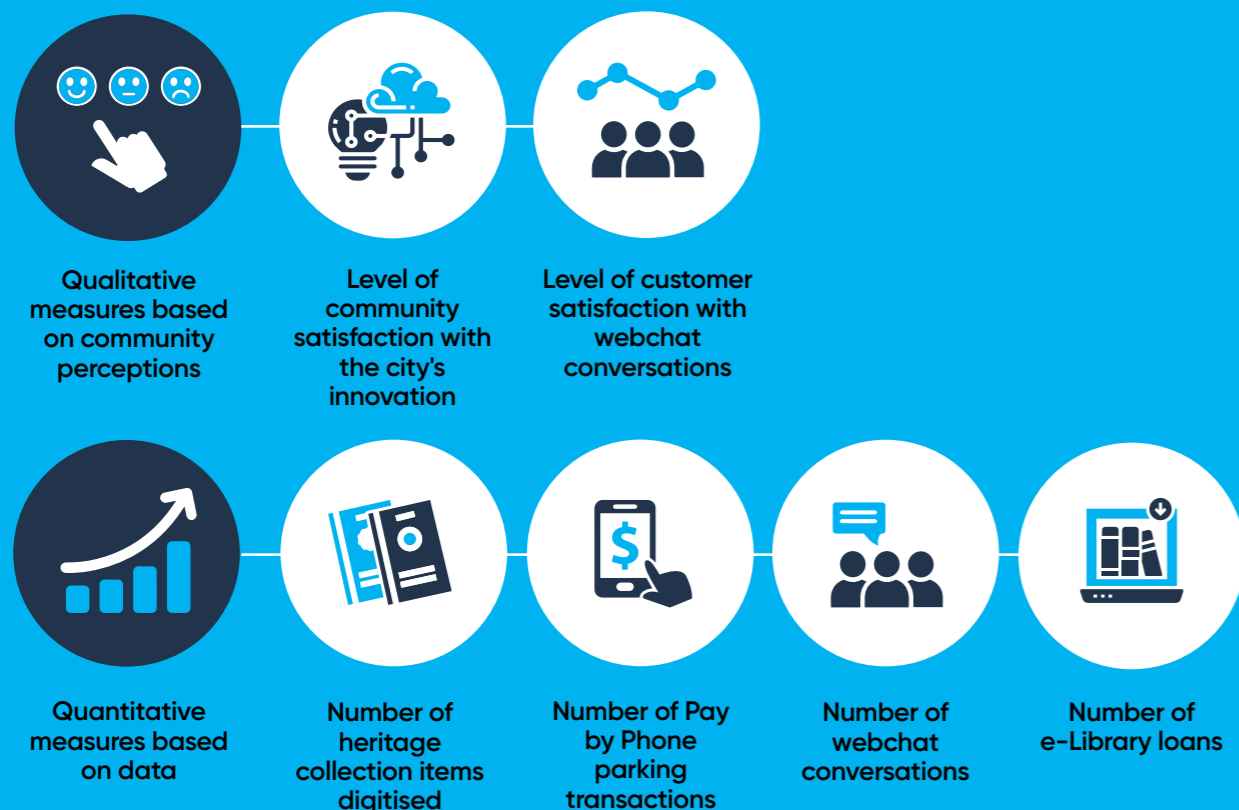 Qualitative
measures based
on community
perceptions
Level of
community
satisfaction with
the city's
innovation
Level of customer
satisfaction with
webchat
conversations
$
Quantitative
measures based
on data
Number of
heritage
collection items
digitised
Number of Pay
by Phone
parking
transactions
Number of
webchat
conversations
Number of
e-Library loans